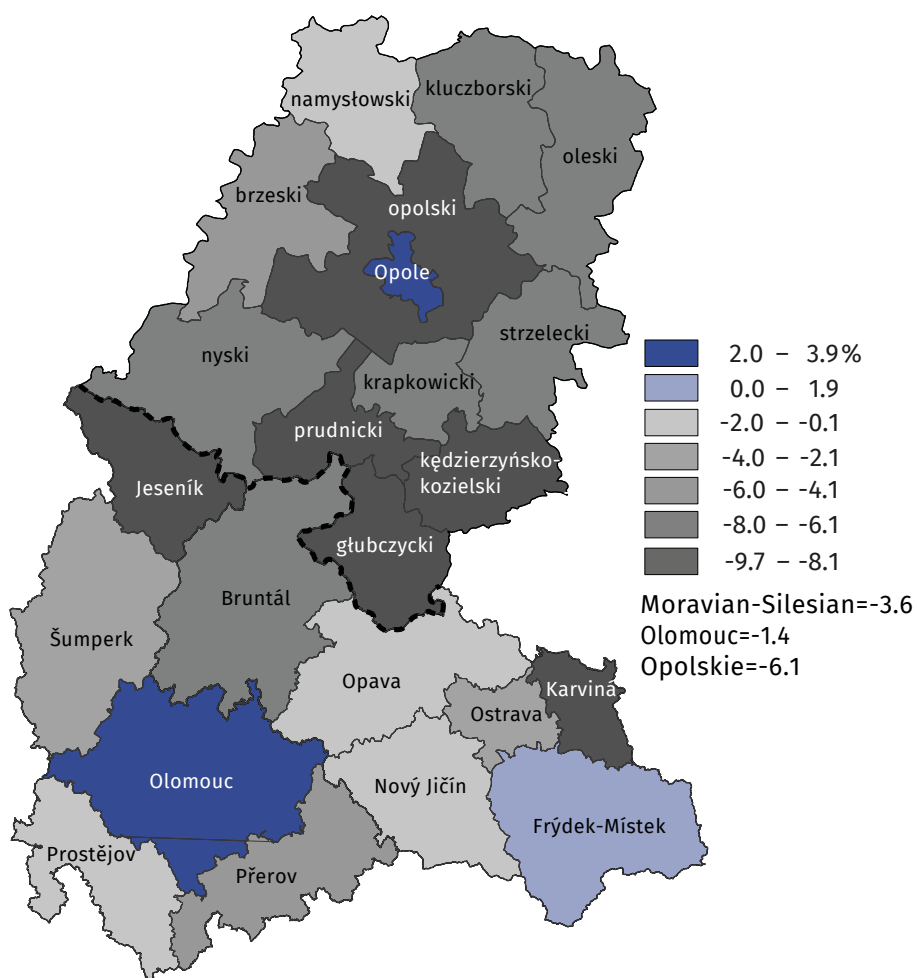 namysłowski
kluczborski
oleski
brzeski
opolski
Opole
strzelecki
nyski
krapkowicki
prudnicki
kędzierzyńsko-
kozielski
Jeseník
głubczycki
Bruntál
Šumperk
Opava
Karviná
Ostrava
Olomouc
Nový Jičín
Frýdek-Místek
Prostějov
Přerov
2.0 – 3.9%
0.0 – 1.9
-2.0 – -0.1
-4.0 – -2.1
-6.0 – -4.1
-8.0 – -6.1
-9.7 – -8.1
Moravian-Silesian=-3.6
Olomouc=-1.4
Opolskie=-6.1